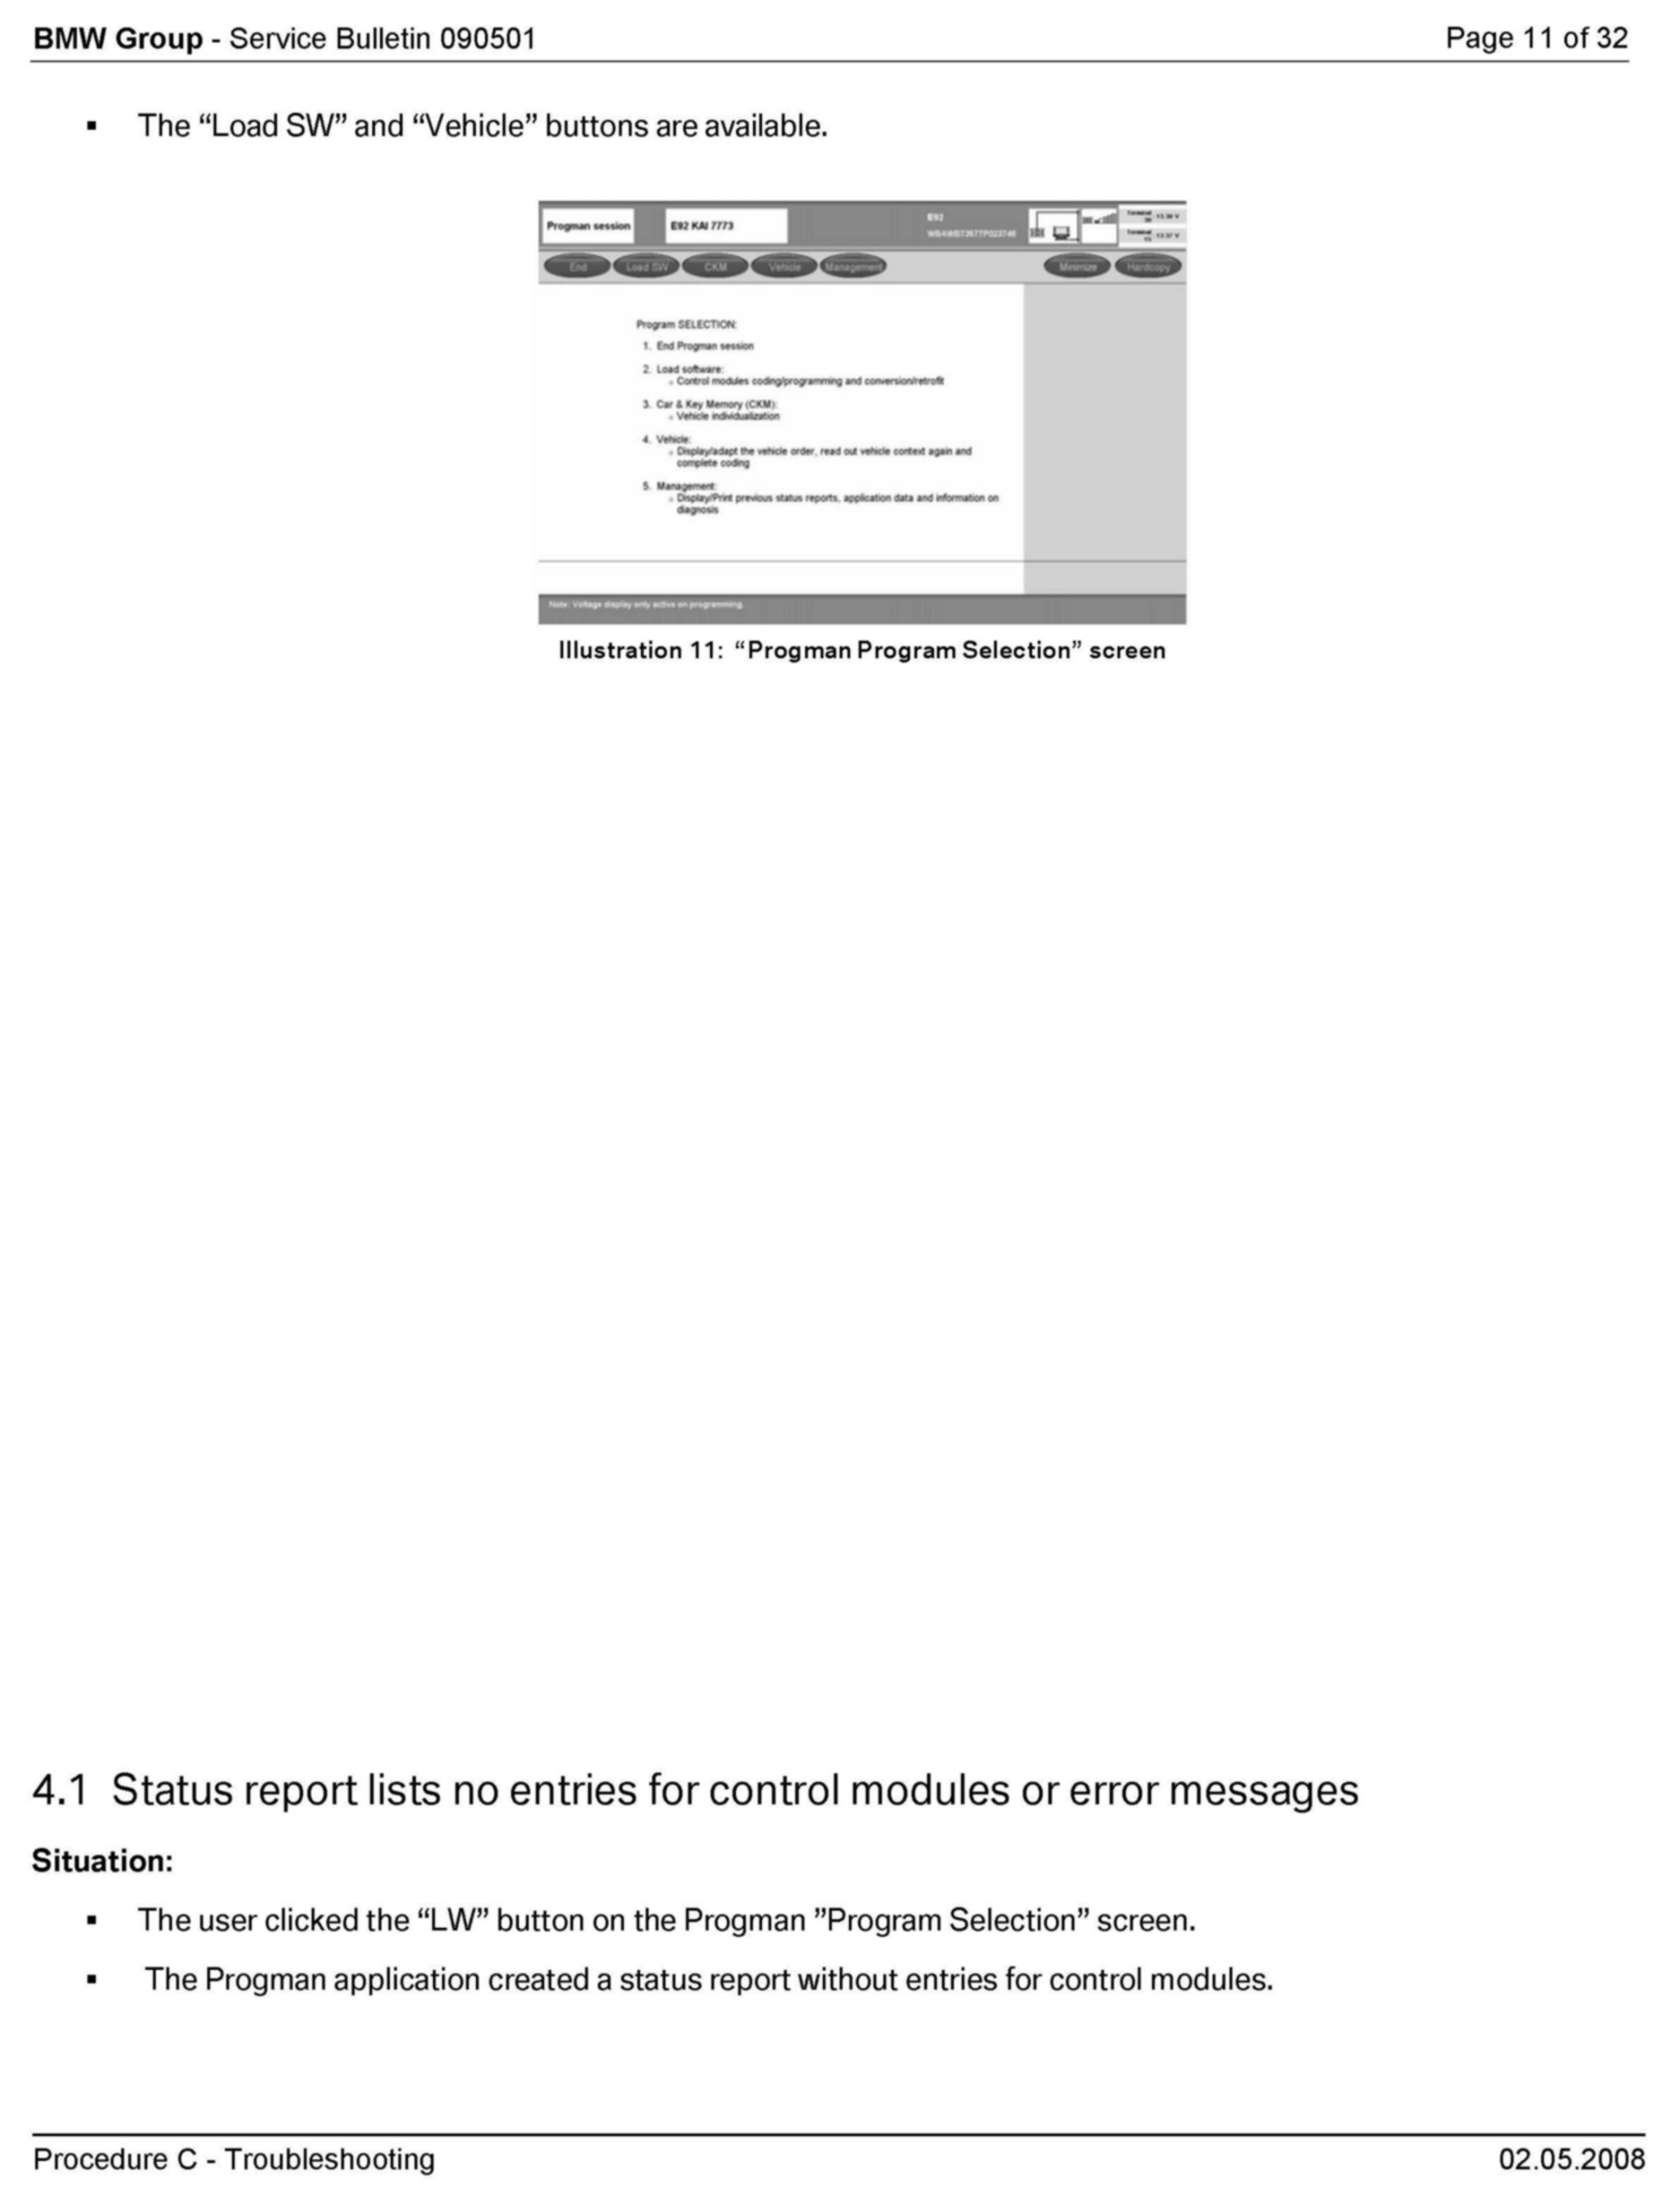 BMW Group - Service Bulletin 090501
Page 11 of 32
▪ The “Load SW” and “Vehicle” buttons are available.
Progman session
E92 KAI 7773
E92
Terminal
13.38 V
Terminal
15 13.37 V
End
Load SW
CKM
Vehicle
Management
Minimize
Hardcopy
Program SELECTION:
1. End Progman session
2. Load software:
Control modules coding/programming and conversion/retrofit
3. Car & Key Memory (CKM):
Vehicle individualization
4. Vehicle:
Display/adapt the vehicle order, read out vehicle context again and
complete coding
5. Management:
Display/Print previous status reports, application data and information on
diagnosis
Note: Voltage display only active on programming.
Illustration 11: “Progman Program Selection” screen
4.1 Status report lists no entries for control modules or error messages
Situation:
▪ The user clicked the “LW” button on the Progman ”Program Selection” screen.
▪ The Progman application created a status report without entries for control modules.
Procedure C - Troubleshooting
02.05.2008